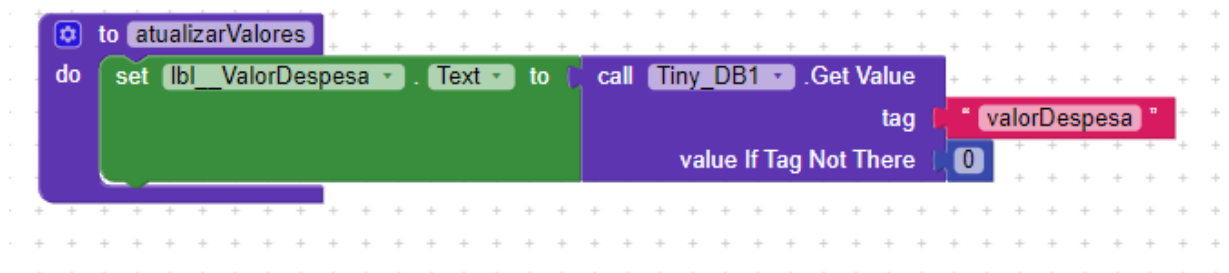 to atualizarValores
do set lbl__ValorDespesa . Text to call Tiny_DB1 .Get Value
tag “ valorDespesa ”
value If Tag Not There 0